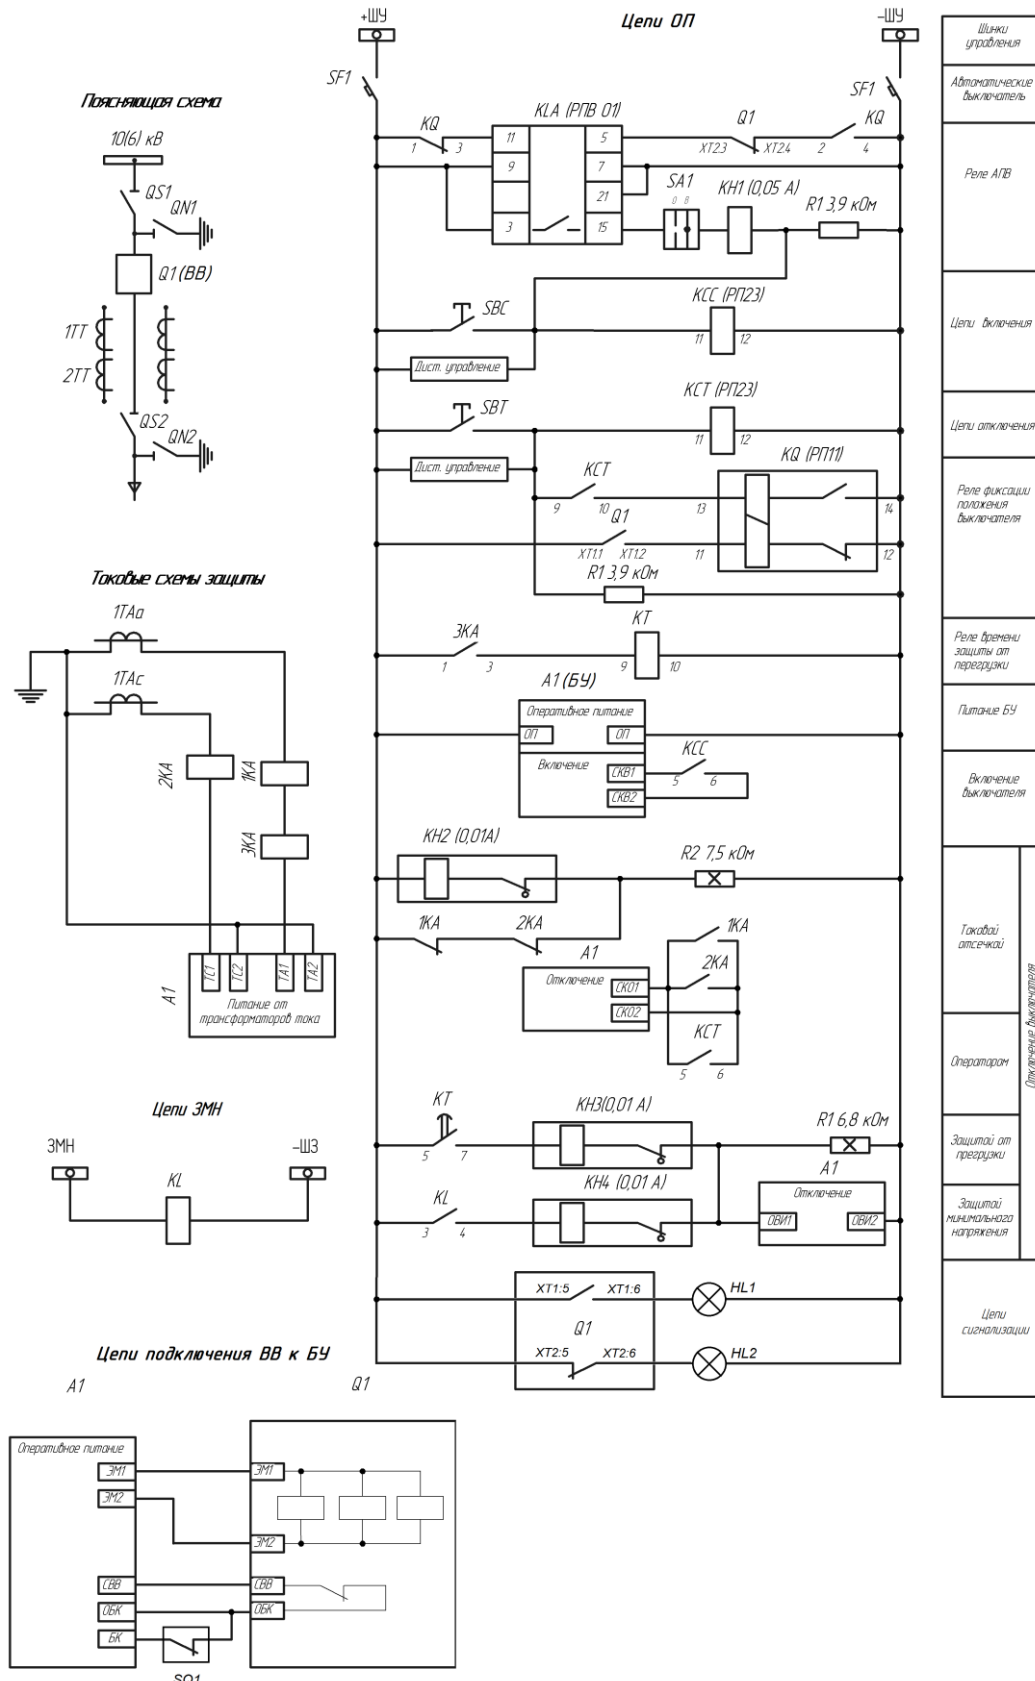 Цепи ОП
+ШУ
–ШУ
SF1
SF1
KLA (РПВ 01)
KQ
1
3
11
9
3
5
7
21
15
Q1
XT2.3
XT2.4
KQ
2
4
SA1
0 В
KH1 (0,05 А)
R1 3,9 кОм
SBC
KCC (РП23)
11
12
Дист. управление
SBT
KCT (РП23)
11
12
Дист. управление
KCT
9
10
KQ (РП11)
13
14
Q1
XT1.1
XT1.2
11
12
R1 3,9 кОм
3KA
1
3
KT
9
10
A1 (БУ)
Оперативное питание
ОП
ОП
Включение
СКВ1
СКВ2
KCC
5
6
KH2 (0,01А)
R2 7,5 кОм
1KA
2KA
A1
Отключение
СКО1
СКО2
1KA
2KA
KCT
5
6
KT
5
7
KH3(0,01 А)
R1 6,8 кОм
KL
3
4
KH4 (0,01 А)
A1
Отключение
ОВИ1
ОВИ2
XT1:5
XT1:6
HL1
Q1
XT2:5
XT2:6
HL2
Шинки
управления
Автоматические
выключатель
Реле АПВ
Цепи включения
Цепи отключения
Реле фиксации
положения
выключателя
Реле времени
защиты от
перегрузки
Питание БУ
Включение
выключателя
Токовой
отсечкой
Оператором
Защитой от
прегрузки
Защитой
минимального
напряжения
Отключение выключателя
Цепи
сигнализации
Поясняющая схема
10(6) кВ
QS1
QN1
Q1 (ВВ)
1ТТ
2ТТ
QS2
QN2
Токовые схемы защиты
1TAa
1TAc
2KA
1KA
3KA
A1
TC1
TC2
TA1
TA2
Питание от
трансформаторов тока
Цепи ЗМН
ЗМН
–ШЗ
KL
Цепи подключения ВВ к БУ
A1
Q1
Оперативное питание
ЭМ1
ЭМ2
СВВ
ОБК
БК
ЭМ1
ЭМ2
СВВ
ОБК
SQ1